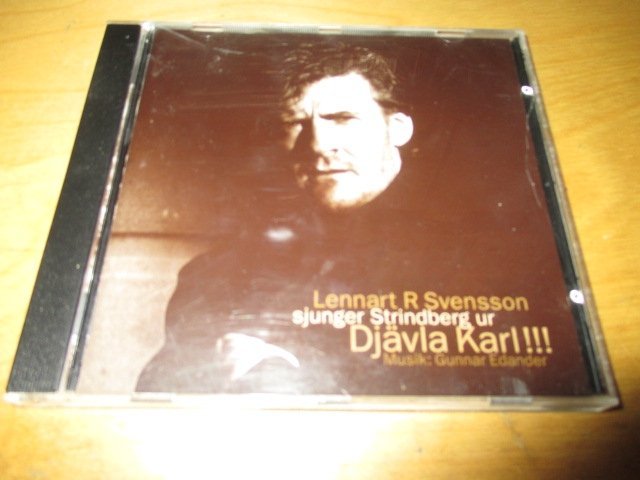 Lennart R Svensson
sjunger Strindberg ur
Djävla Karl!!!
Musik: Gunnar Edander